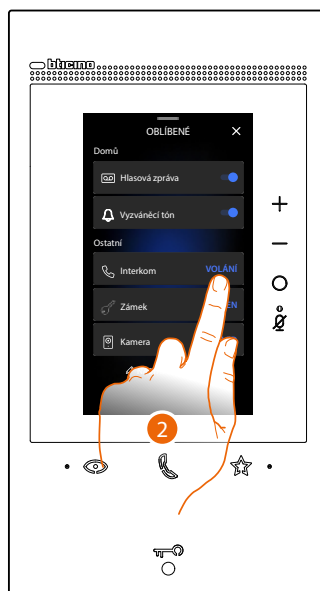 bticino
OBLÍBENÉ
Domů
Hlasová zpráva
Vyzváněcí tón
Ostatní
Interkom VOLÁNÍ
Zámek
Kamera
2